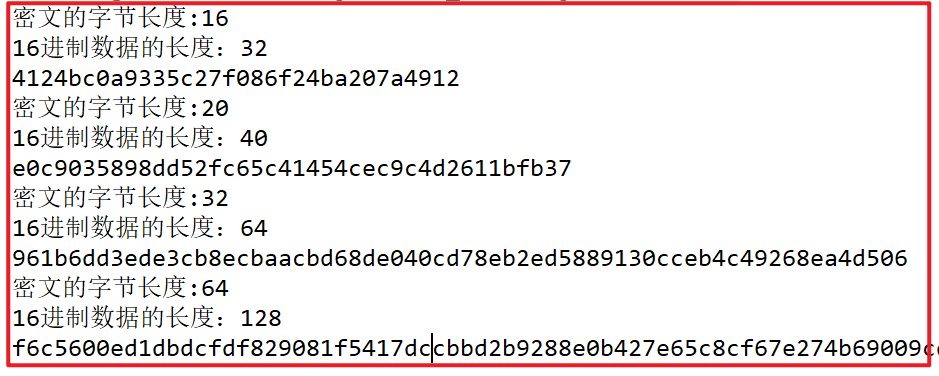 密文的字节长度:16
16进制数据的长度：32
4124bc0a9335c27f086f24ba207a4912
密文的字节长度:20
16进制数据的长度：40
e0c9035898dd52fc65c41454cec9c4d2611bfb37
密文的字节长度:32
16进制数据的长度：64
961b6dd3ede3cb8ecbaacbd68de040cd78eb2ed5889130cceb4c49268ea4d506
密文的字节长度:64
16进制数据的长度：128
f6c5600ed1dbdcfdf829081f5417dccbbd2b9288e0b427e65c8cf67e274b69009c